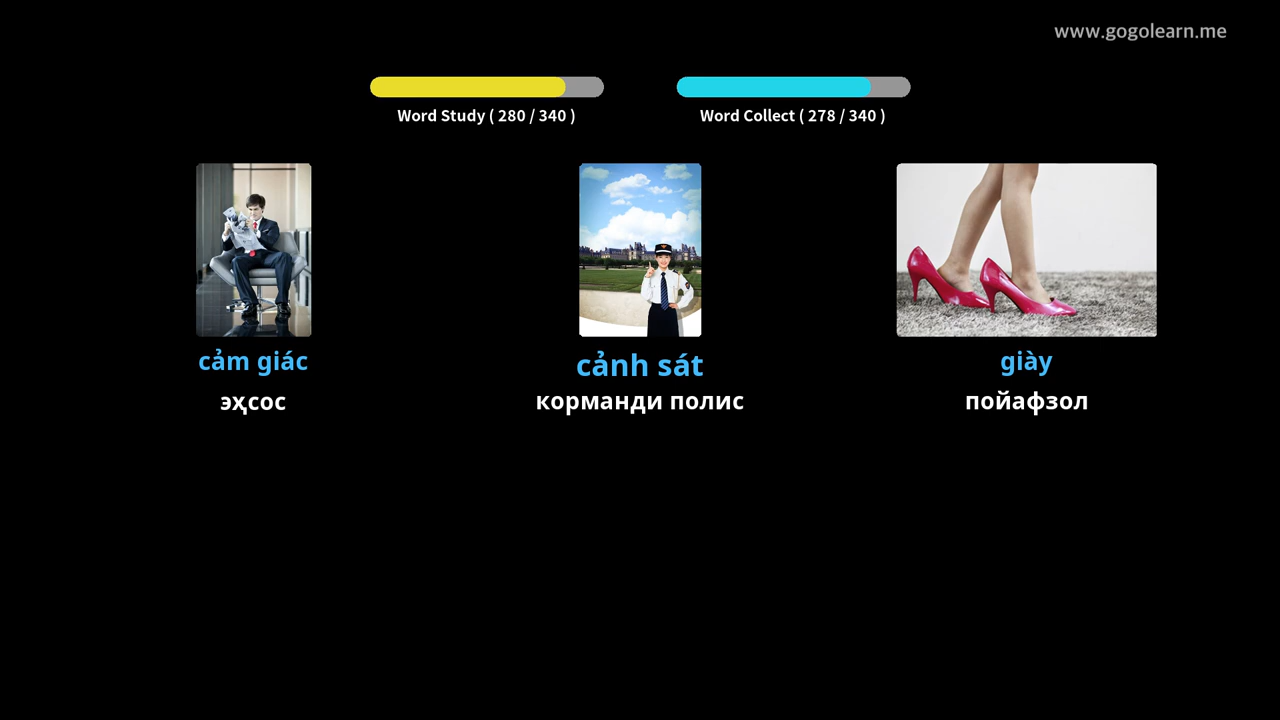 www.gogolearn.me
Word Study ( 280 / 340 )
Word Collect ( 278 / 340 )
cảm giác
эҳсос
cảnh sát
корманди полис
giày
пойафзол